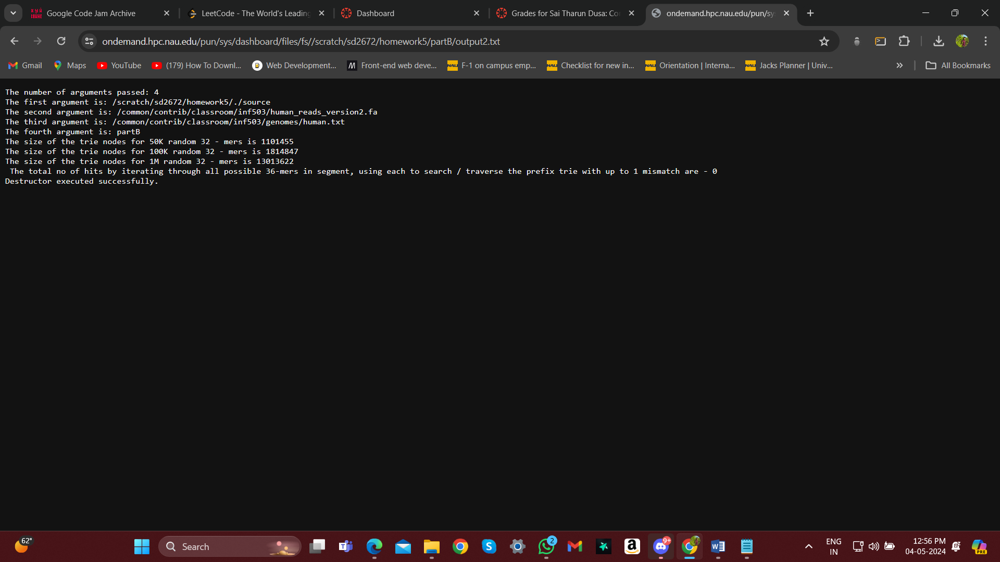 Google Code Jam Archive
LeetCode - The World's Leading
Dashboard
Grades for Sai Tharun Dusa: Co
ondemand.hpc.nau.edu/pun/sy
ondemand.hpc.nau.edu/pun/sys/dashboard/files/fs//scratch/sd2672/homework5/partB/output2.txt
Gmail
Maps
YouTube
(179) How To Downl...
Web Development...
Front-end web deve...
NAU F-1 on campus emp...
NAU Checklist for new in...
NAU Orientation | Interna...
NAU Jacks Planner | Univ...
All Bookmarks
The number of arguments passed: 4
The first argument is: /scratch/sd2672/homework5/./source
The second argument is: /common/contrib/classroom/inf503/human_reads_version2.fa
The third argument is: /common/contrib/classroom/inf503/genomes/human.txt
The fourth argument is: partB
The size of the trie nodes for 50K random 32 - mers is 1101455
The size of the trie nodes for 100K random 32 - mers is 1814847
The size of the trie nodes for 1M random 32 - mers is 13013622
The total no of hits by iterating through all possible 36-mers in segment, using each to search / traverse the prefix trie with up to 1 mismatch are - 0
Destructor executed successfully.
62°
Search
2
9+
ENG
IN
12:56 PM
04-05-2024
PRE